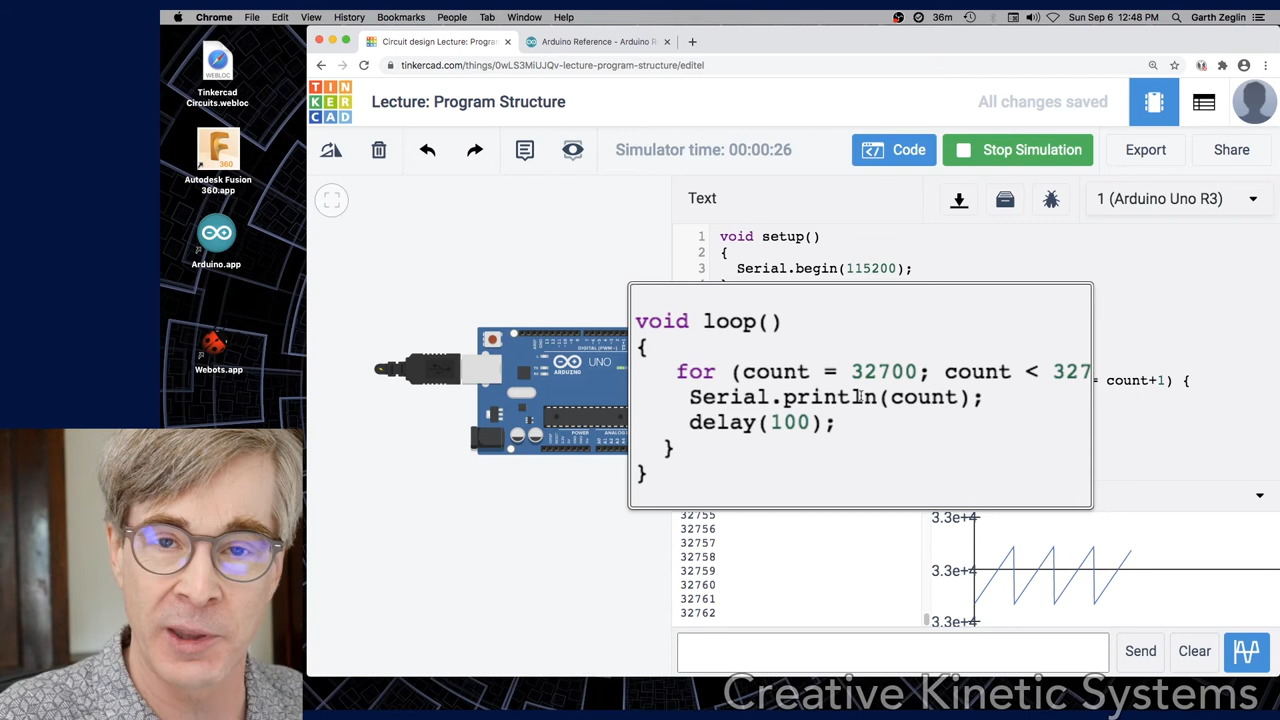 Chrome File Edit View History Bookmarks People Tab Window Help
36m
Sun Sep 6 12:48 PM
Garth Zeglin
Circuit design Lecture: Progra
Arduino Reference - Arduino R
tinkercad.com/things/0wLS3MiUJQv-lecture-program-structure/editel
TIN
KER
CAD
Lecture: Program Structure
All changes saved
Simulator time: 00:00:26
Code
Stop Simulation
Export
Share
WEBLOC
Tinkercad
Circuits.webloc
360
Autodesk Fusion
360.app
Arduino.app
Webots.app
Text
1 (Arduino Uno R3)
1 void setup()
2 {
3 Serial.begin(115200);
void loop()
{
for (count = 32700; count < 327
= count+1) {
Serial.println(count);
delay(100);
}
}
ARDUINO
UNO
DIGITAL (PWM~)
POWER
32755
32756
32757
32758
32759
32760
32761
32762
3.3e+4
3.3e+4
3.3e+4
Send
Clear
Creative Kinetic Systems